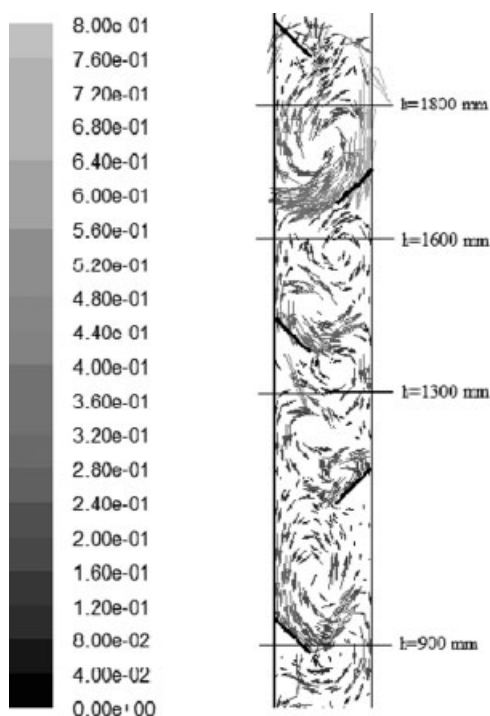 8.00e-01
7.60e-01
7.20e-01
6.80e-01
6.40e-01
6.00e-01
5.60e-01
5.20e-01
4.80e-01
4.40e-01
4.00e-01
3.60e-01
3.20e-01
2.80e-01
2.40e-01
2.00e-01
1.60e-01
1.20e-01
8.00e-02
4.00e-02
0.00e+00
h=1800 mm
h=1600 mm
h=1300 mm
h=900 mm